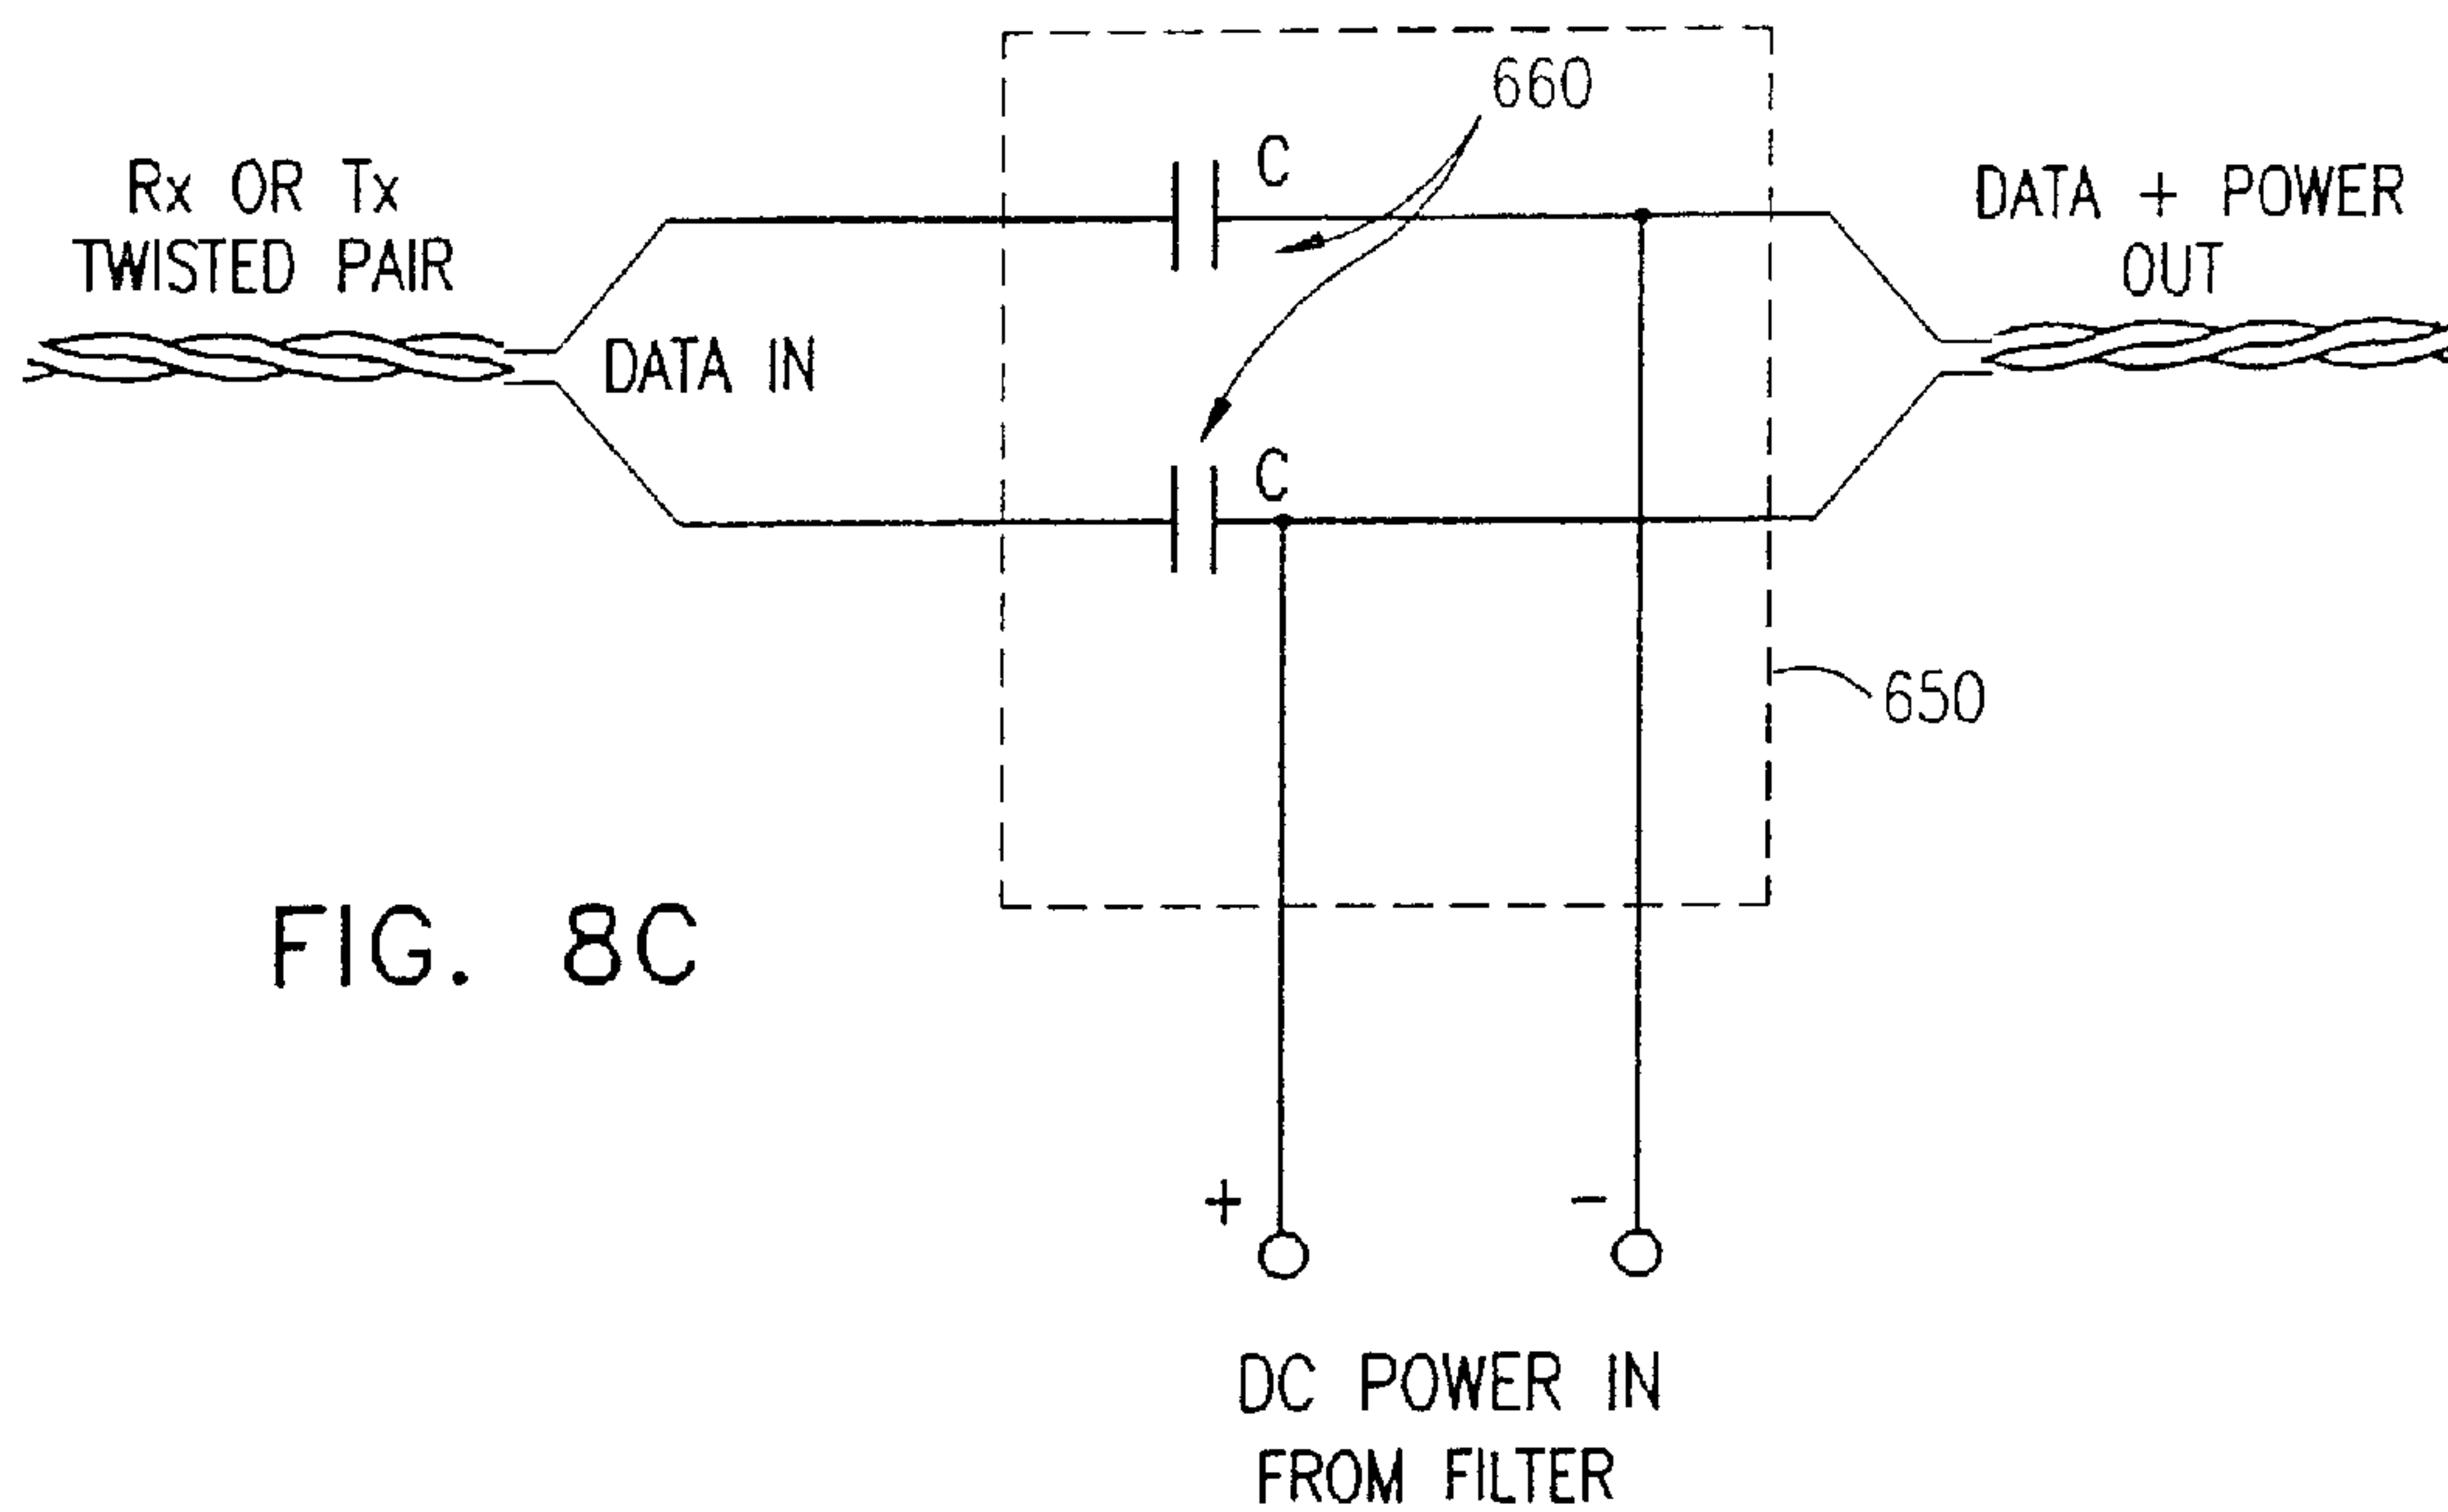 660
C
Rx OR Tx
TWISTED PAIR
DATA + POWER
OUT
DATA IN
C
650
FIG. 8C
+
-
DC POWER IN
FROM FILTER